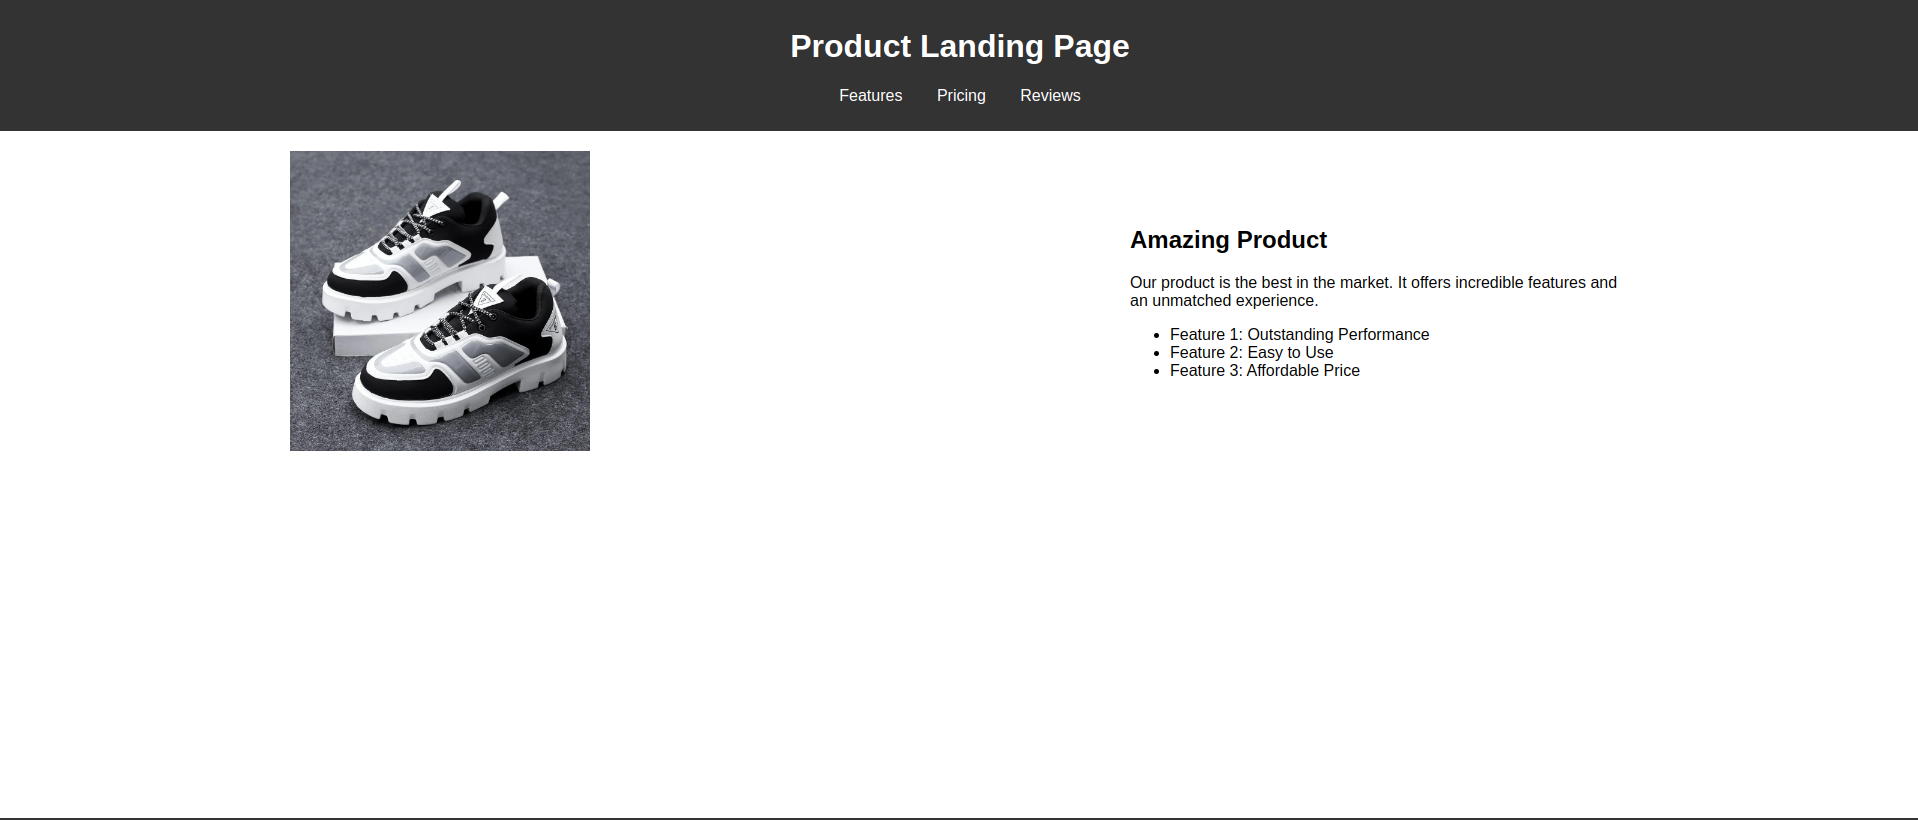 Product Landing Page
Features Pricing Reviews
Amazing Product
Our product is the best in the market. It offers incredible features and
an unmatched experience.
Feature 1: Outstanding Performance
Feature 2: Easy to Use
Feature 3: Affordable Price